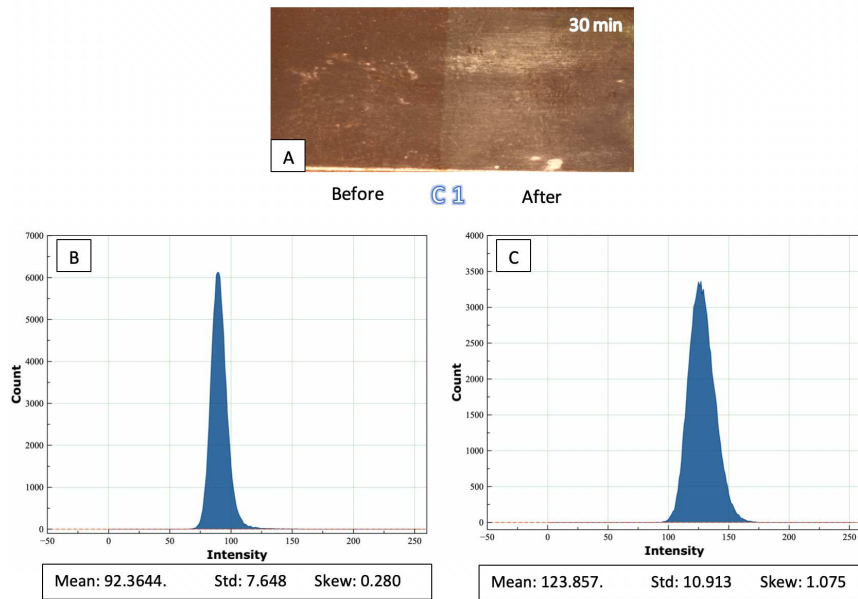 30 min
A
Before C 1 After
B
7000
6000
5000
4000
3000
2000
1000
0
Count
−50 0 50 100 150 200 250
Intensity
Mean: 92.3644. Std: 7.648 Skew: 0.280
C
4000
3500
3000
2500
2000
1500
1000
500
0
Count
−50 0 50 100 150 200 250
Intensity
Mean: 123.857. Std: 10.913 Skew: 1.075